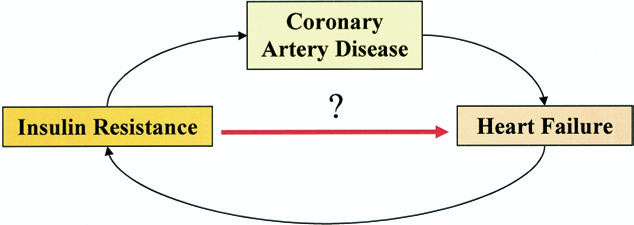 Coronary
Artery Disease
?
Insulin Resistance
Heart Failure